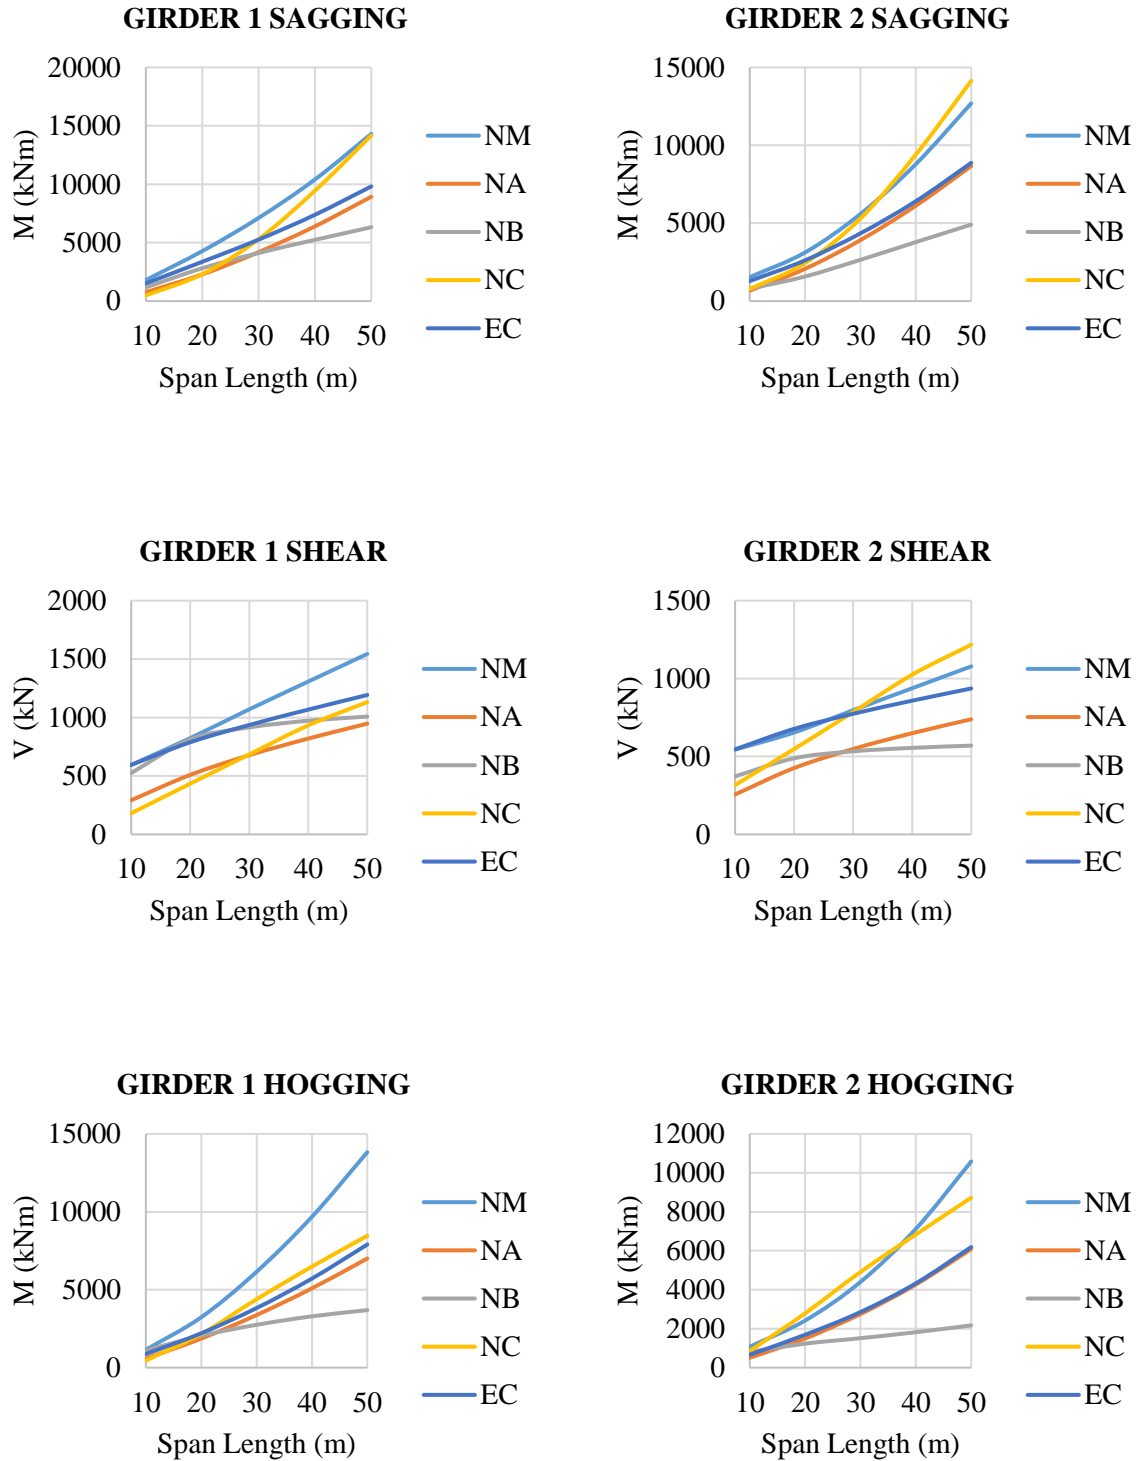 GIRDER 1 SAGGING
20000
15000
10000
5000
0
M (kNm)
10 20 30 40 50
Span Length (m)
NM
NA
NB
NC
EC
GIRDER 2 SAGGING
15000
10000
5000
0
M (kNm)
10 20 30 40 50
Span Length (m)
NM
NA
NB
NC
EC
GIRDER 1 SHEAR
2000
1500
1000
500
0
V (kN)
10 20 30 40 50
Span Length (m)
NM
NA
NB
NC
EC
GIRDER 2 SHEAR
1500
1000
500
0
V (kN)
10 20 30 40 50
Span Length (m)
NM
NA
NB
NC
EC
GIRDER 1 HOGGING
15000
10000
5000
0
M (kNm)
10 20 30 40 50
Span Length (m)
NM
NA
NB
NC
EC
GIRDER 2 HOGGING
12000
10000
8000
6000
4000
2000
0
M (kNm)
10 20 30 40 50
Span Length (m)
NM
NA
NB
NC
EC